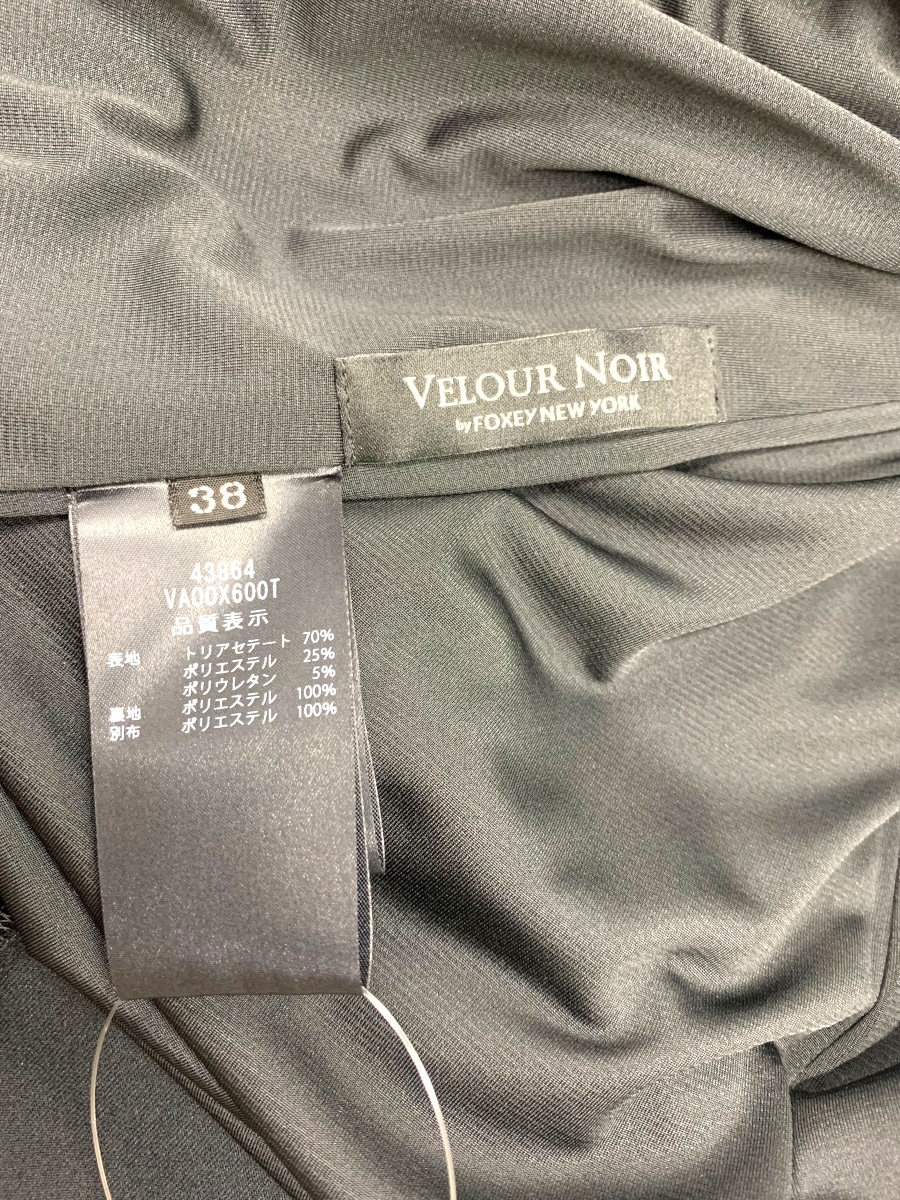 VELOUR NOIR
by FOXEY NEW YORK
38
43864
VA00X600T
品質表示
表地 トリアセテート 70%
ポリエステル 25%
ポリウレタン 5%
裏地 ポリエステル 100%
別布 ポリエステル 100%